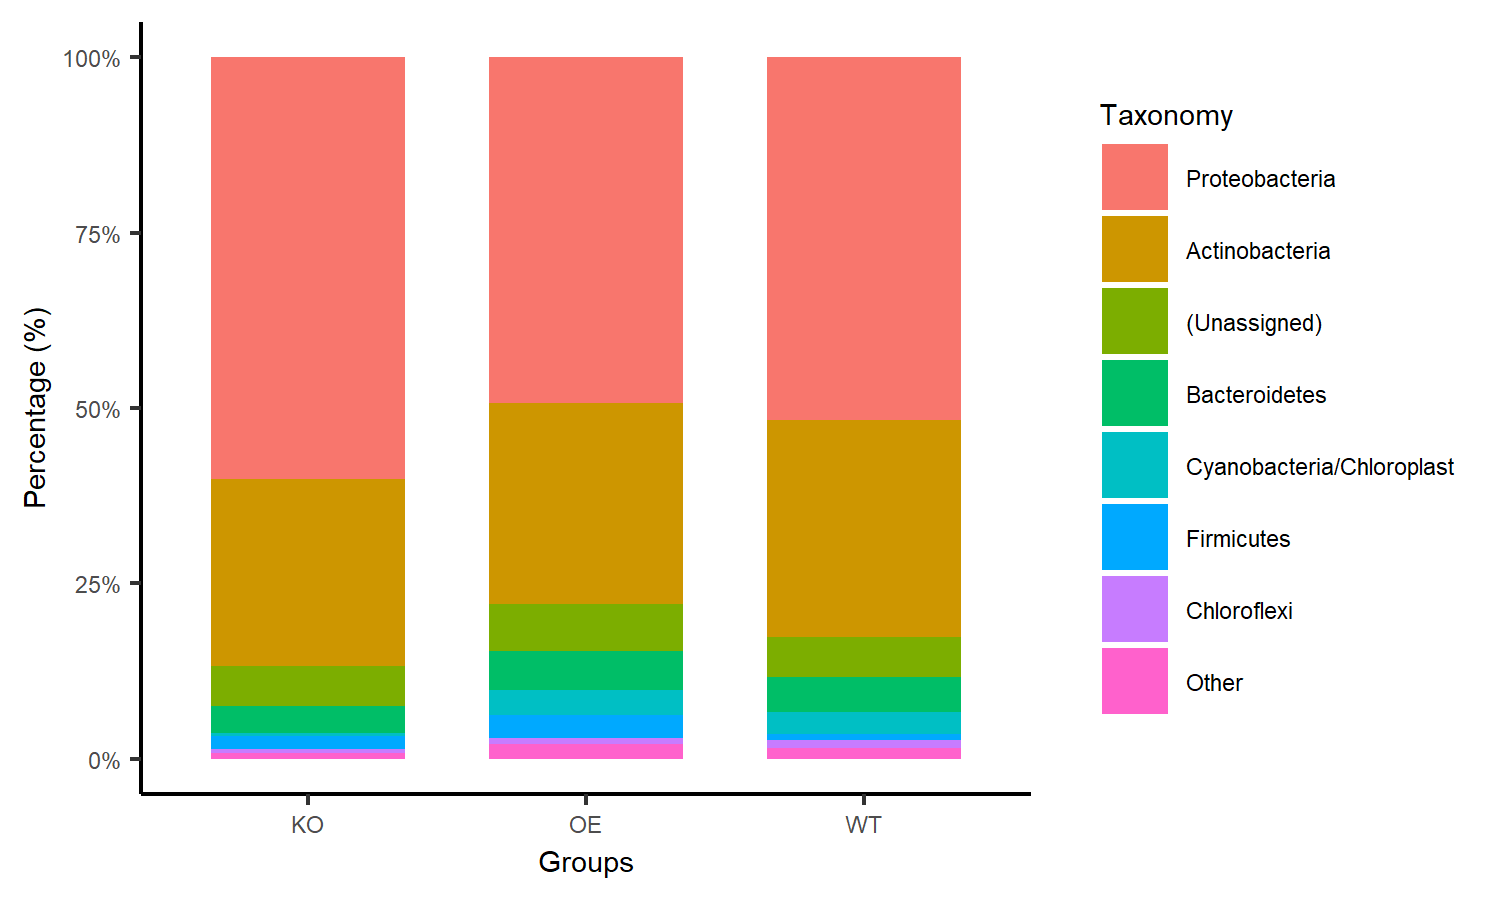 100%
75%
50%
25%
0%
Percentage (%)
KO OE WT
Groups
Taxonomy
Proteobacteria
Actinobacteria
(Unassigned)
Bacteroidetes
Cyanobacteria/Chloroplast
Firmicutes
Chloroflexi
Other